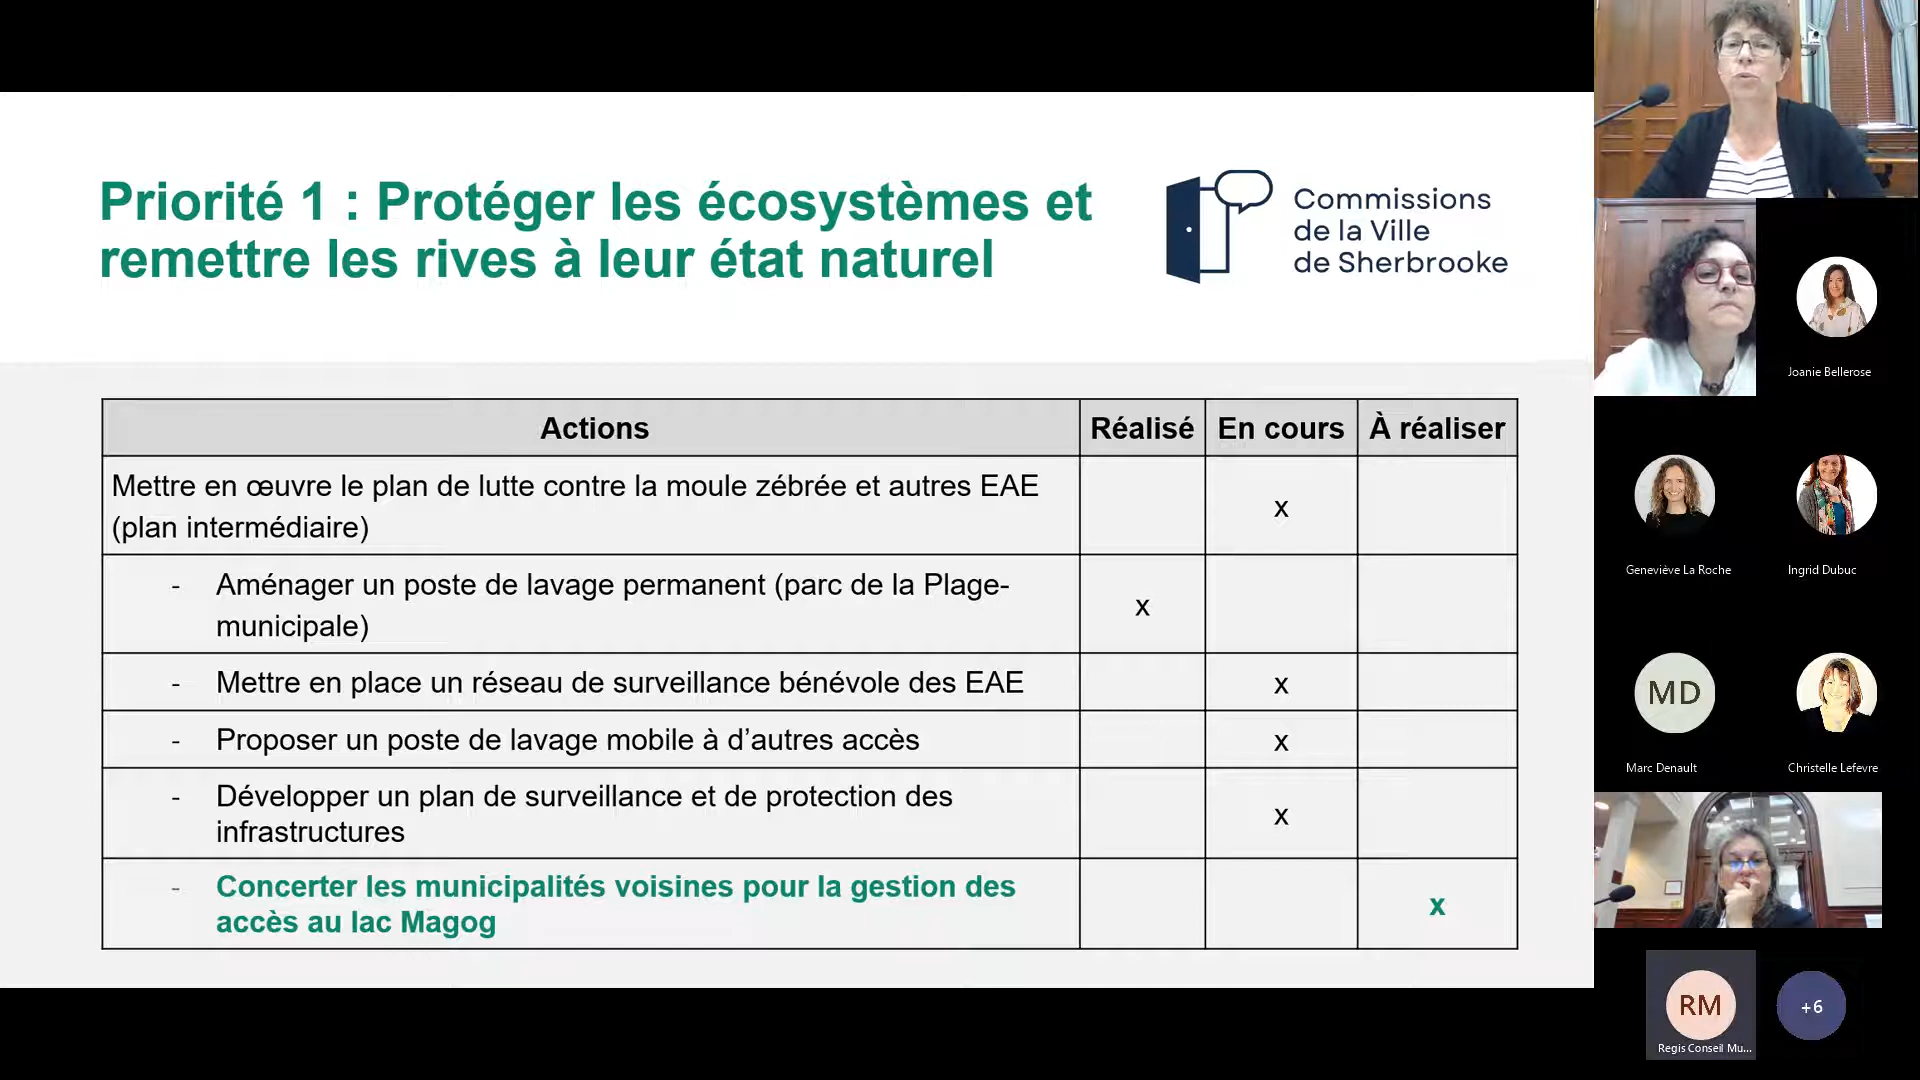 Priorité 1 : Protéger les écosystèmes et
remettre les rives à leur état naturel
Commissions
de la Ville
de Sherbrooke
Actions
Réalisé
En cours
À réaliser
Mettre en œuvre le plan de lutte contre la moule zébrée et autres EAE
(plan intermédiaire)
x
- Aménager un poste de lavage permanent (parc de la Plage-
municipale)
x
- Mettre en place un réseau de surveillance bénévole des EAE
x
- Proposer un poste de lavage mobile à d’autres accès
x
- Développer un plan de surveillance et de protection des
infrastructures
x
- Concerter les municipalités voisines pour la gestion des
accès au lac Magog
x
Joanie Bellerose
Geneviève La Roche
Ingrid Dubuc
MD
Marc Denault
Christelle Lefevre
RM
Regis Conseil Mu...
+6